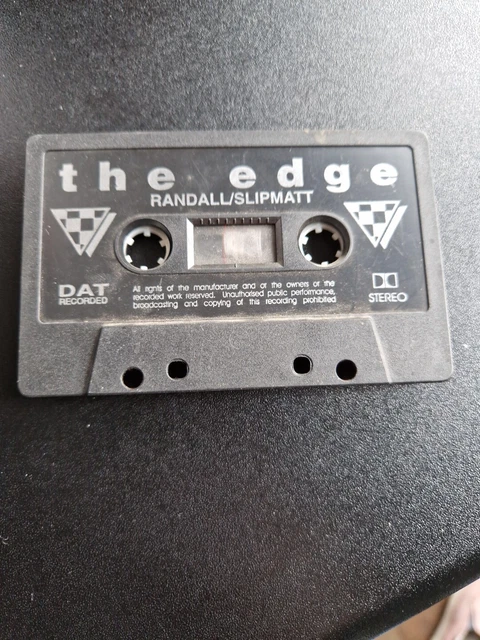 the edge
RANDALL/SLIPMATT
DAT
RECORDED
All rights of the manufacturer and of the owners of the
recorded work reserved. Unauthorised public performance,
broadcasting and copying of this recording prohibited
STEREO